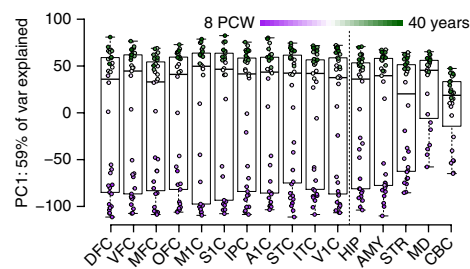 8 PCW 40 years
PC1: 59% of var explained
100
50
0
−50
−100
DFC VFC MFC OFC M1C S1C IPC A1C STC ITC V1C HIP AMY STR MD CBC